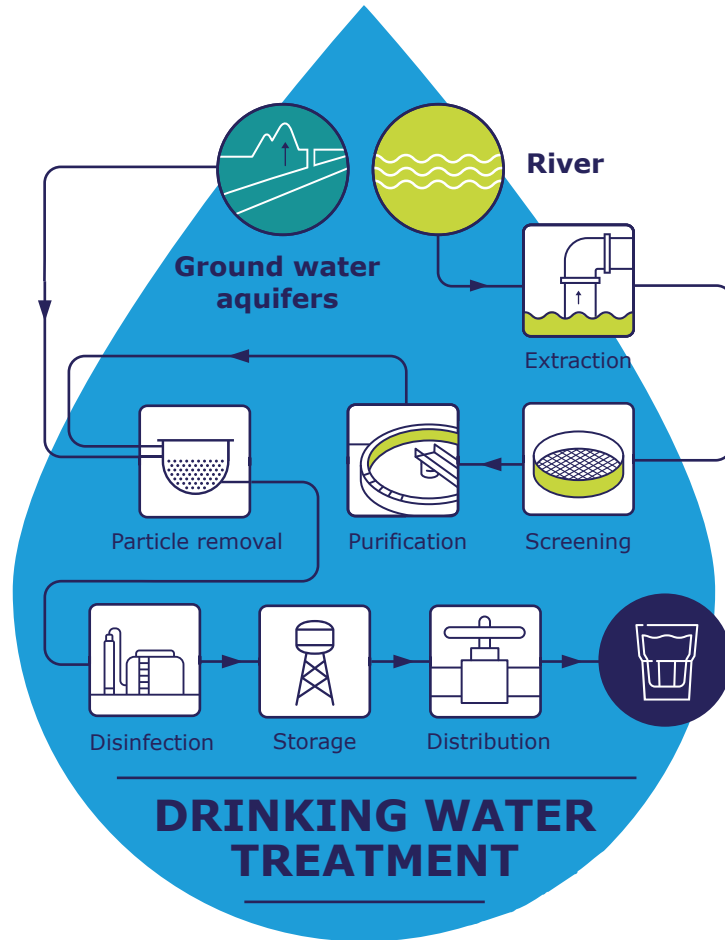 River
Ground water
aquifers
Extraction
Particle removal
Purification
Screening
Disinfection
Storage
Distribution
DRINKING WATER
TREATMENT